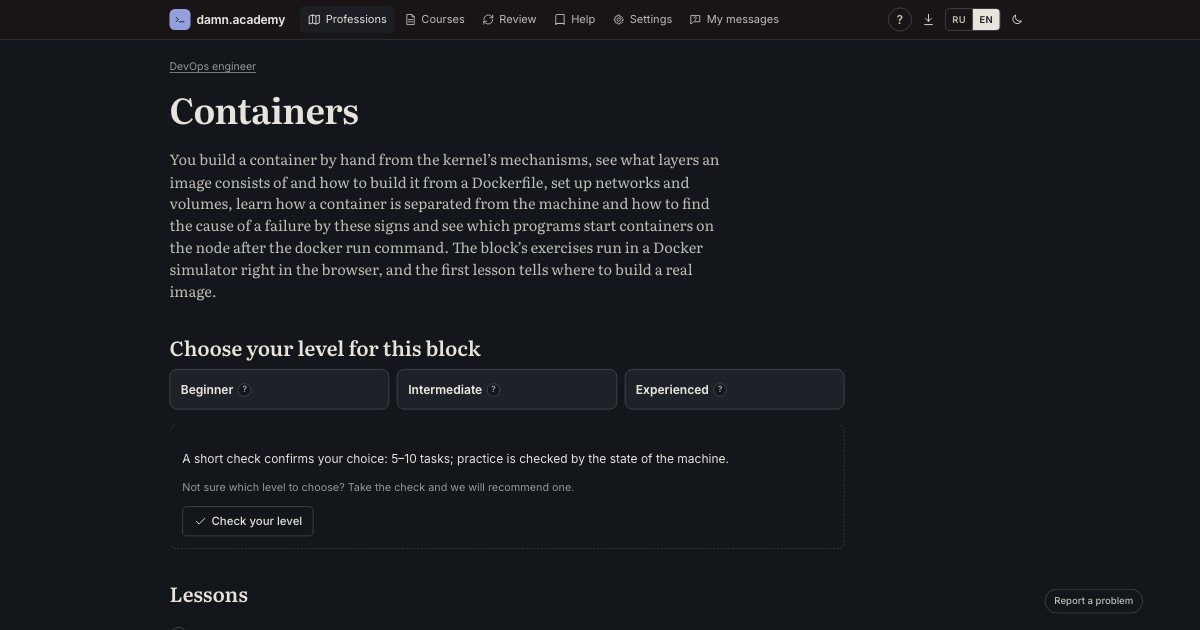 damn.academy Professions Courses Review Help Settings My messages ? RU EN
DevOps engineer
Containers
You build a container by hand from the kernel's mechanisms, see what layers an
image consists of and how to build it from a Dockerfile, set up networks and
volumes, learn how a container is separated from the machine and how to find
the cause of a failure by these signs and see which programs start containers on
the node after the docker run command. The block's exercises run in a Docker
simulator right in the browser, and the first lesson tells where to build a real
image.
Choose your level for this block
Beginner ? Intermediate ? Experienced ?
A short check confirms your choice: 5–10 tasks; practice is checked by the state of the machine.
Not sure which level to choose? Take the check and we will recommend one.
Check your level
Lessons
Report a problem